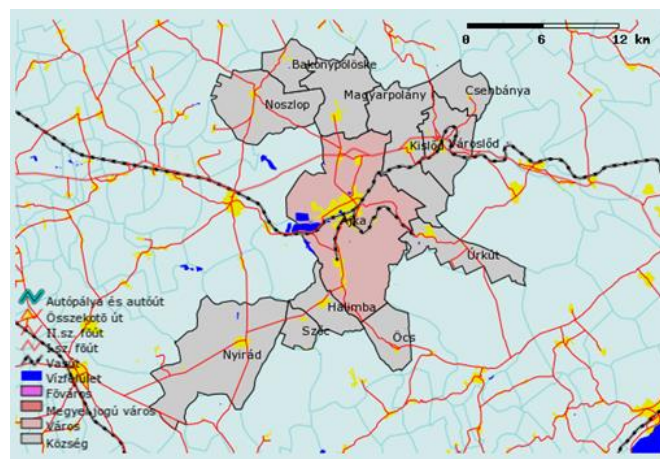 0 6 12 km
Bakonypölöske
Magyarpolány
Csehbánya
Noszlop
Kislőd
Városlőd
Ajka
Úrkút
Halimba
Szőc
Öcs
Nyirád
Autópálya és autóút
Összekötő út
II.sz. főút
I.sz. főút
Vasút
Vízfelület
Főváros
Megyei jogú város
Város
Község